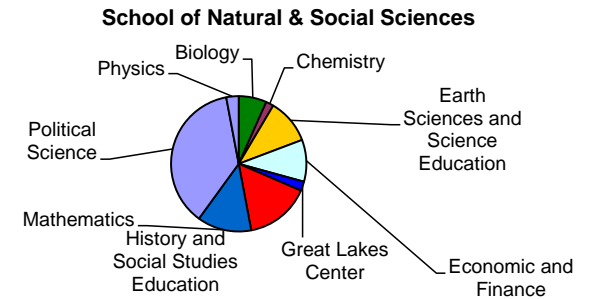 School of Natural & Social Sciences
Biology
Physics
Chemistry
Earth
Sciences and
Science
Education
Political
Science
Mathematics
History and
Social Studies
Education
Great Lakes
Center
Economic and
Finance